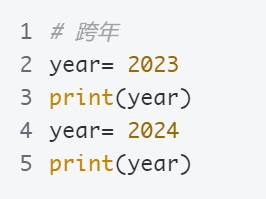 1 # 跨年
2 year= 2023
3 print(year)
4 year= 2024
5 print(year)